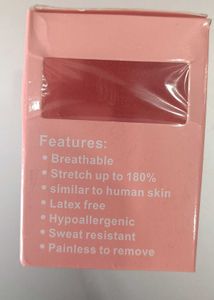 Features:
• Breathable
• Stretch up to 180%
• similar to human skin
• Latex free
• Hypoallergenic
• Sweat resistant
• Painless to remove